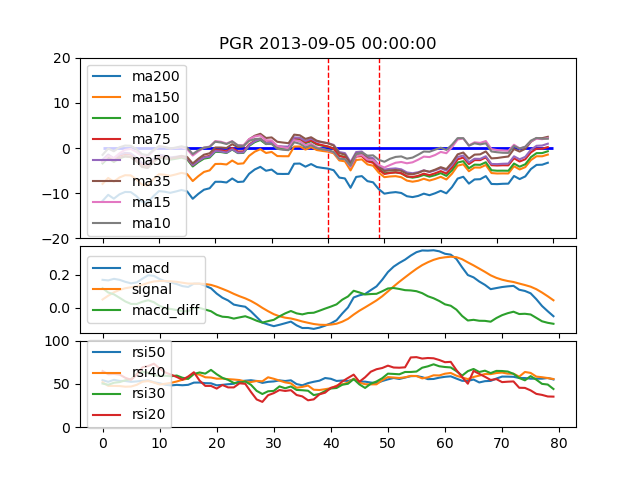 PGR 2013-09-05 00:00:00
20
10
0
−10
−20
ma200
ma150
ma100
ma75
ma50
ma35
ma15
ma10
0.2
0.0
macd
signal
macd_diff
100
50
0
rsi50
rsi40
rsi30
rsi20
0 10 20 30 40 50 60 70 80